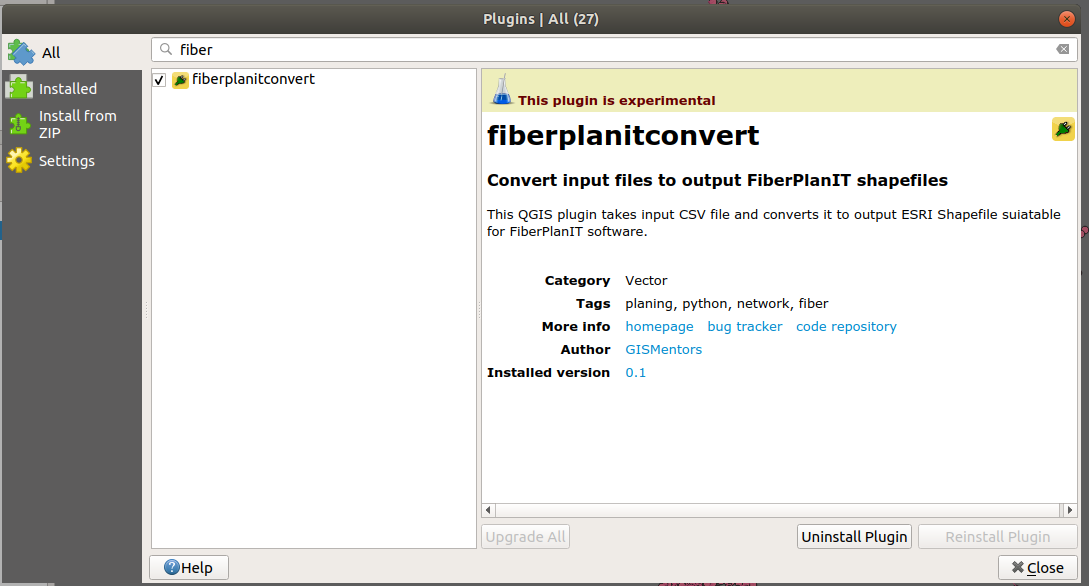 Plugins | All (27)
All
Installed
Install from
ZIP
Settings
fiber
fiberplanitconvert
This plugin is experimental
fiberplanitconvert
Convert input files to output FiberPlanIT shapefiles
This QGIS plugin takes input CSV file and converts it to output ESRI Shapefile suiatable
for FiberPlanIT software.
Category Vector
Tags planing, python, network, fiber
More info homepage bug tracker code repository
Author GISMentors
Installed version 0.1
Upgrade All Uninstall Plugin Reinstall Plugin
Help Close